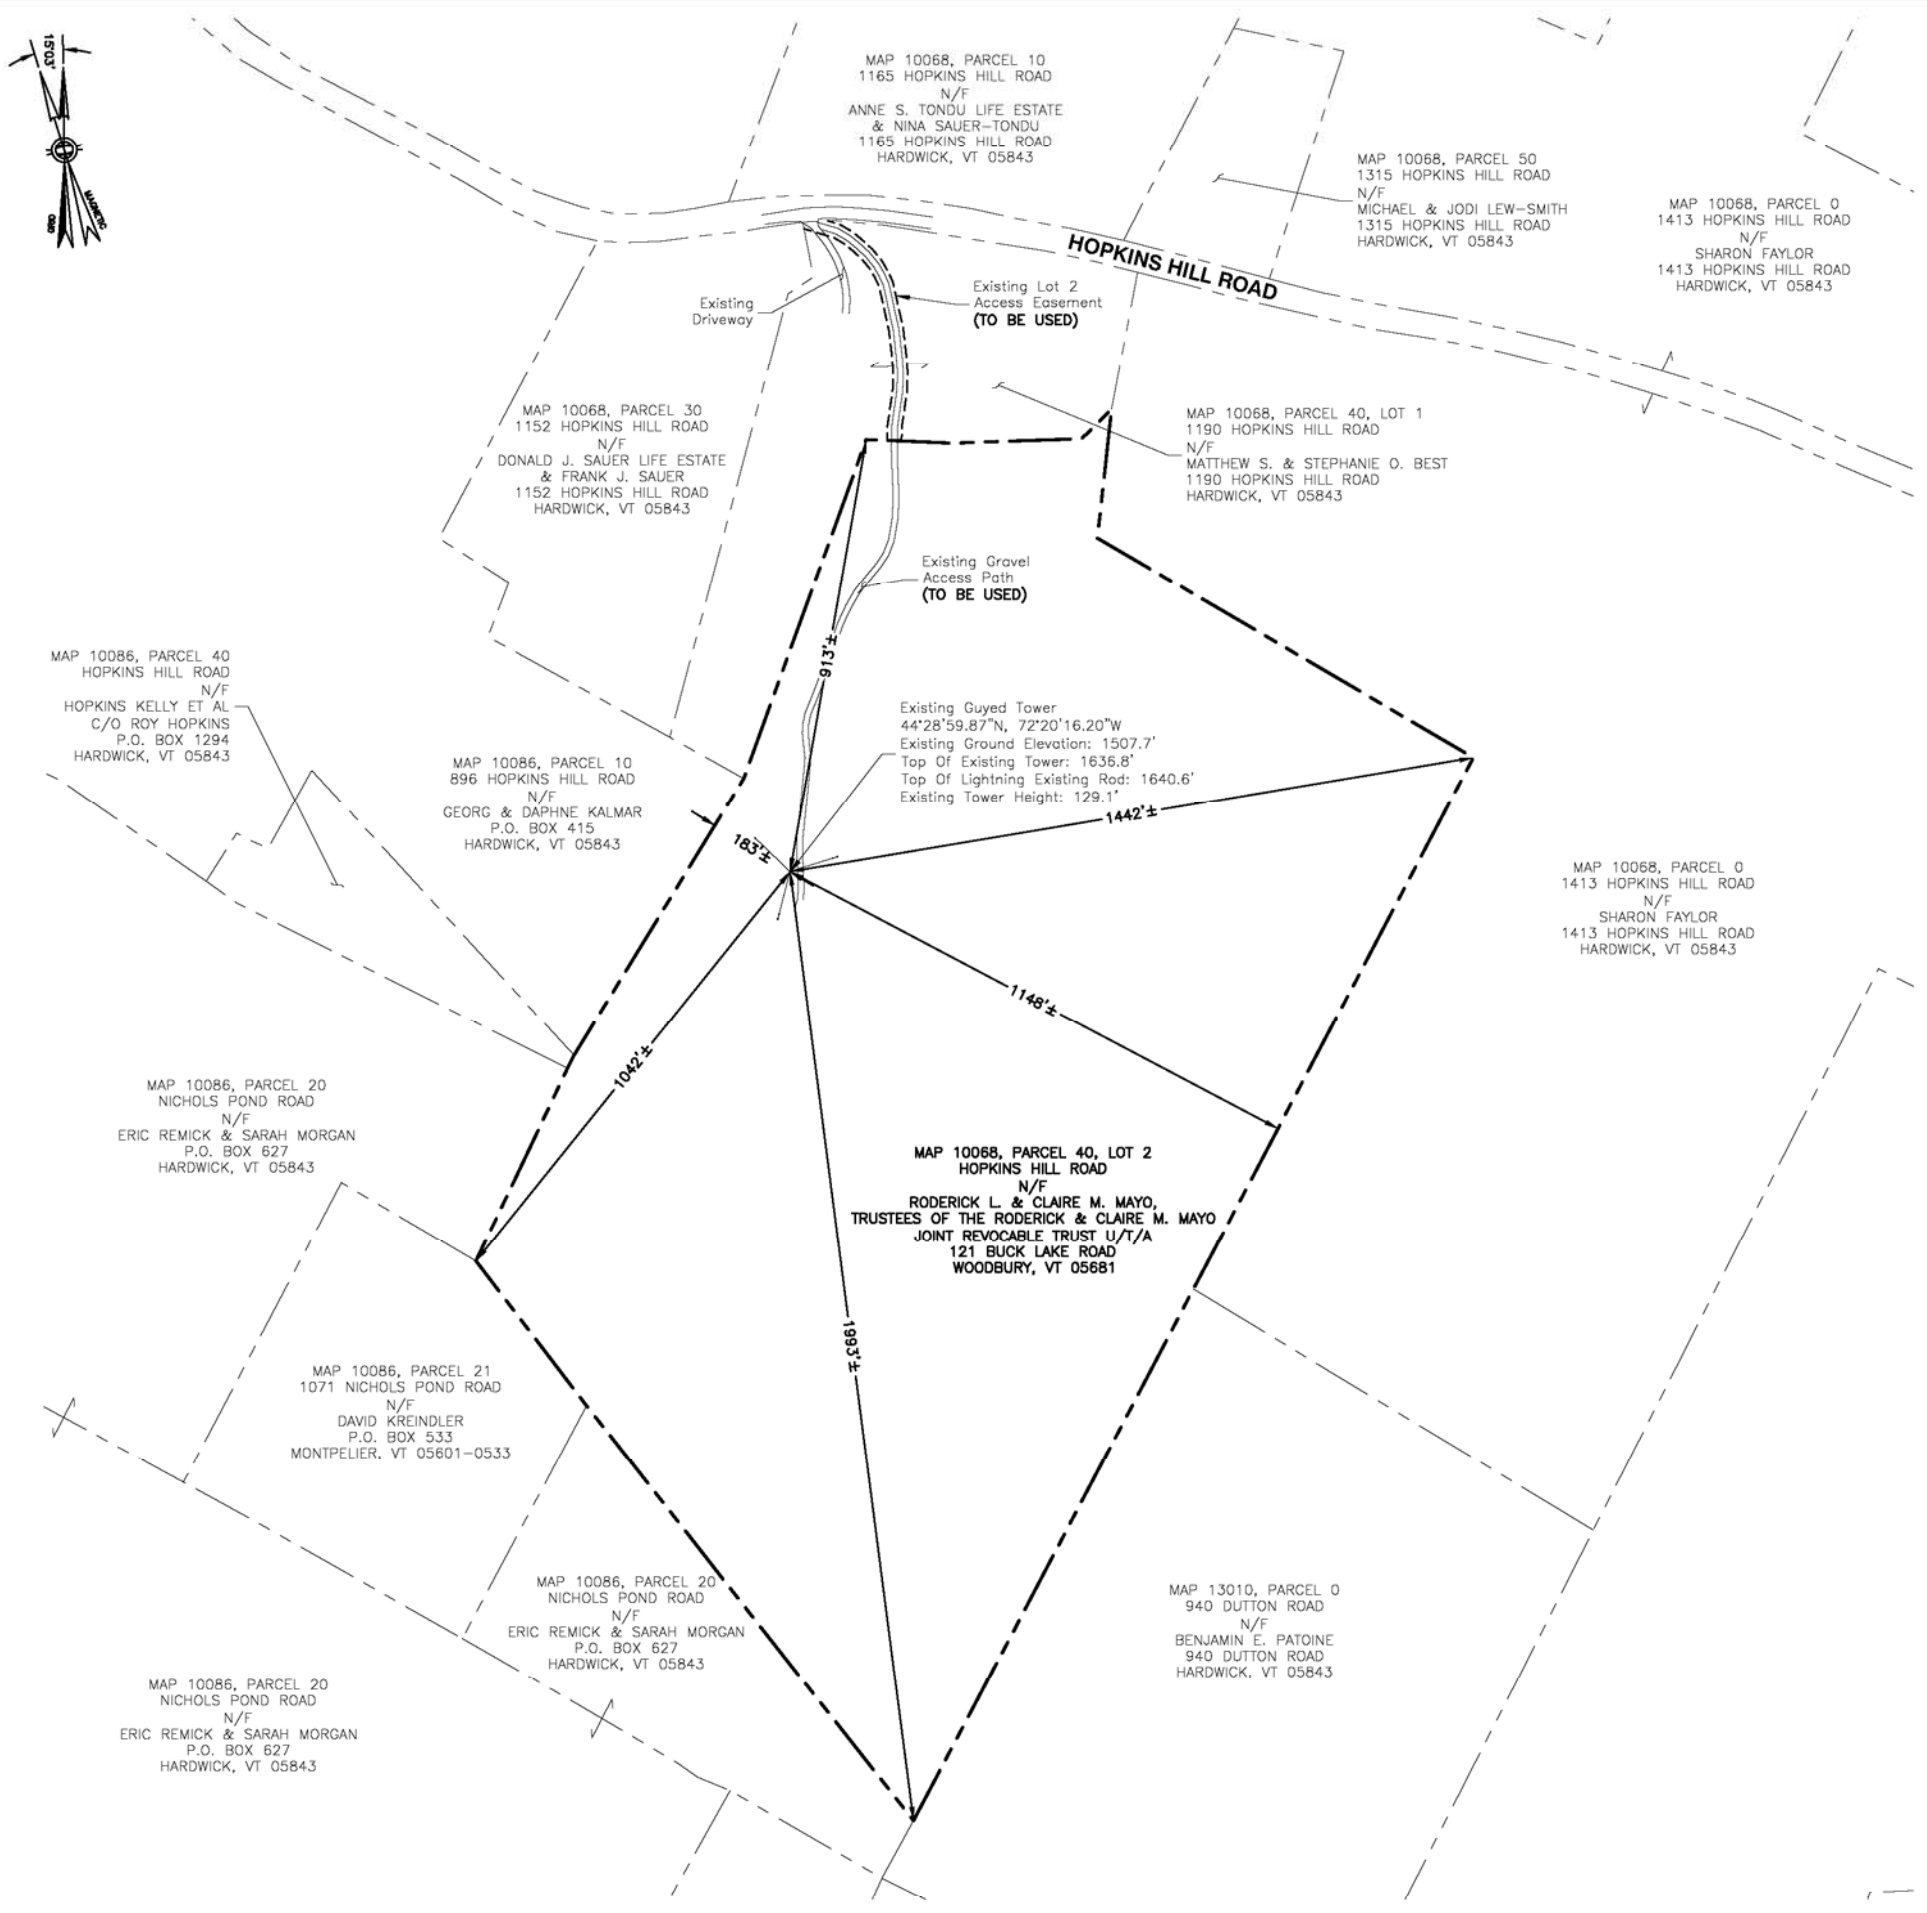 15°03'
MAGNETIC
GRID
MAP 10068, PARCEL 10
1165 HOPKINS HILL ROAD
N/F
ANNE S. TONDU LIFE ESTATE
& NINA SAUER-TONDU
1165 HOPKINS HILL ROAD
HARDWICK, VT 05843
MAP 10068, PARCEL 50
1315 HOPKINS HILL ROAD
N/F
MICHAEL & JODI LEW-SMITH
1315 HOPKINS HILL ROAD
HARDWICK, VT 05843
MAP 10068, PARCEL 0
1413 HOPKINS HILL ROAD
N/F
SHARON FAYLOR
1413 HOPKINS HILL ROAD
HARDWICK, VT 05843
HOPKINS HILL ROAD
Existing
Driveway
Existing Lot 2
Access Easement
(TO BE USED)
MAP 10068, PARCEL 30
1152 HOPKINS HILL ROAD
N/F
DONALD J. SAUER LIFE ESTATE
& FRANK J. SAUER
1152 HOPKINS HILL ROAD
HARDWICK, VT 05843
MAP 10068, PARCEL 40, LOT 1
1190 HOPKINS HILL ROAD
N/F
MATTHEW S. & STEPHANIE O. BEST
1190 HOPKINS HILL ROAD
HARDWICK, VT 05843
Existing Gravel
Access Path
(TO BE USED)
913'±
MAP 10086, PARCEL 40
HOPKINS HILL ROAD
N/F
HOPKINS KELLY ET AL
C/O ROY HOPKINS
P.O. BOX 1294
HARDWICK, VT 05843
MAP 10086, PARCEL 10
896 HOPKINS HILL ROAD
N/F
GEORG & DAPHNE KALMAR
P.O. BOX 415
HARDWICK, VT 05843
Existing Guyed Tower
44°28'59.87"N, 72°20'16.20"W
Existing Ground Elevation: 1507.7'
Top Of Existing Tower: 1636.8'
Top Of Lightning Existing Rod: 1640.6'
Existing Tower Height: 129.1'
183'±
1442'±
MAP 10068, PARCEL 0
1413 HOPKINS HILL ROAD
N/F
SHARON FAYLOR
1413 HOPKINS HILL ROAD
HARDWICK, VT 05843
1148'±
1042'±
MAP 10086, PARCEL 20
NICHOLS POND ROAD
N/F
ERIC REMICK & SARAH MORGAN
P.O. BOX 627
HARDWICK, VT 05843
MAP 10068, PARCEL 40, LOT 2
HOPKINS HILL ROAD
N/F
RODERICK L. & CLAIRE M. MAYO,
TRUSTEES OF THE RODERICK & CLAIRE M. MAYO
JOINT REVOCABLE TRUST U/T/A
121 BUCK LAKE ROAD
WOODBURY, VT 05681
1993'±
MAP 10086, PARCEL 21
1071 NICHOLS POND ROAD
N/F
DAVID KREINDLER
P.O. BOX 533
MONTPELIER, VT 05601-0533
MAP 10086, PARCEL 20
NICHOLS POND ROAD
N/F
ERIC REMICK & SARAH MORGAN
P.O. BOX 627
HARDWICK, VT 05843
MAP 13010, PARCEL 0
940 DUTTON ROAD
N/F
BENJAMIN E. PATOINE
940 DUTTON ROAD
HARDWICK, VT 05843
MAP 10086, PARCEL 20
NICHOLS POND ROAD
N/F
ERIC REMICK & SARAH MORGAN
P.O. BOX 627
HARDWICK, VT 05843